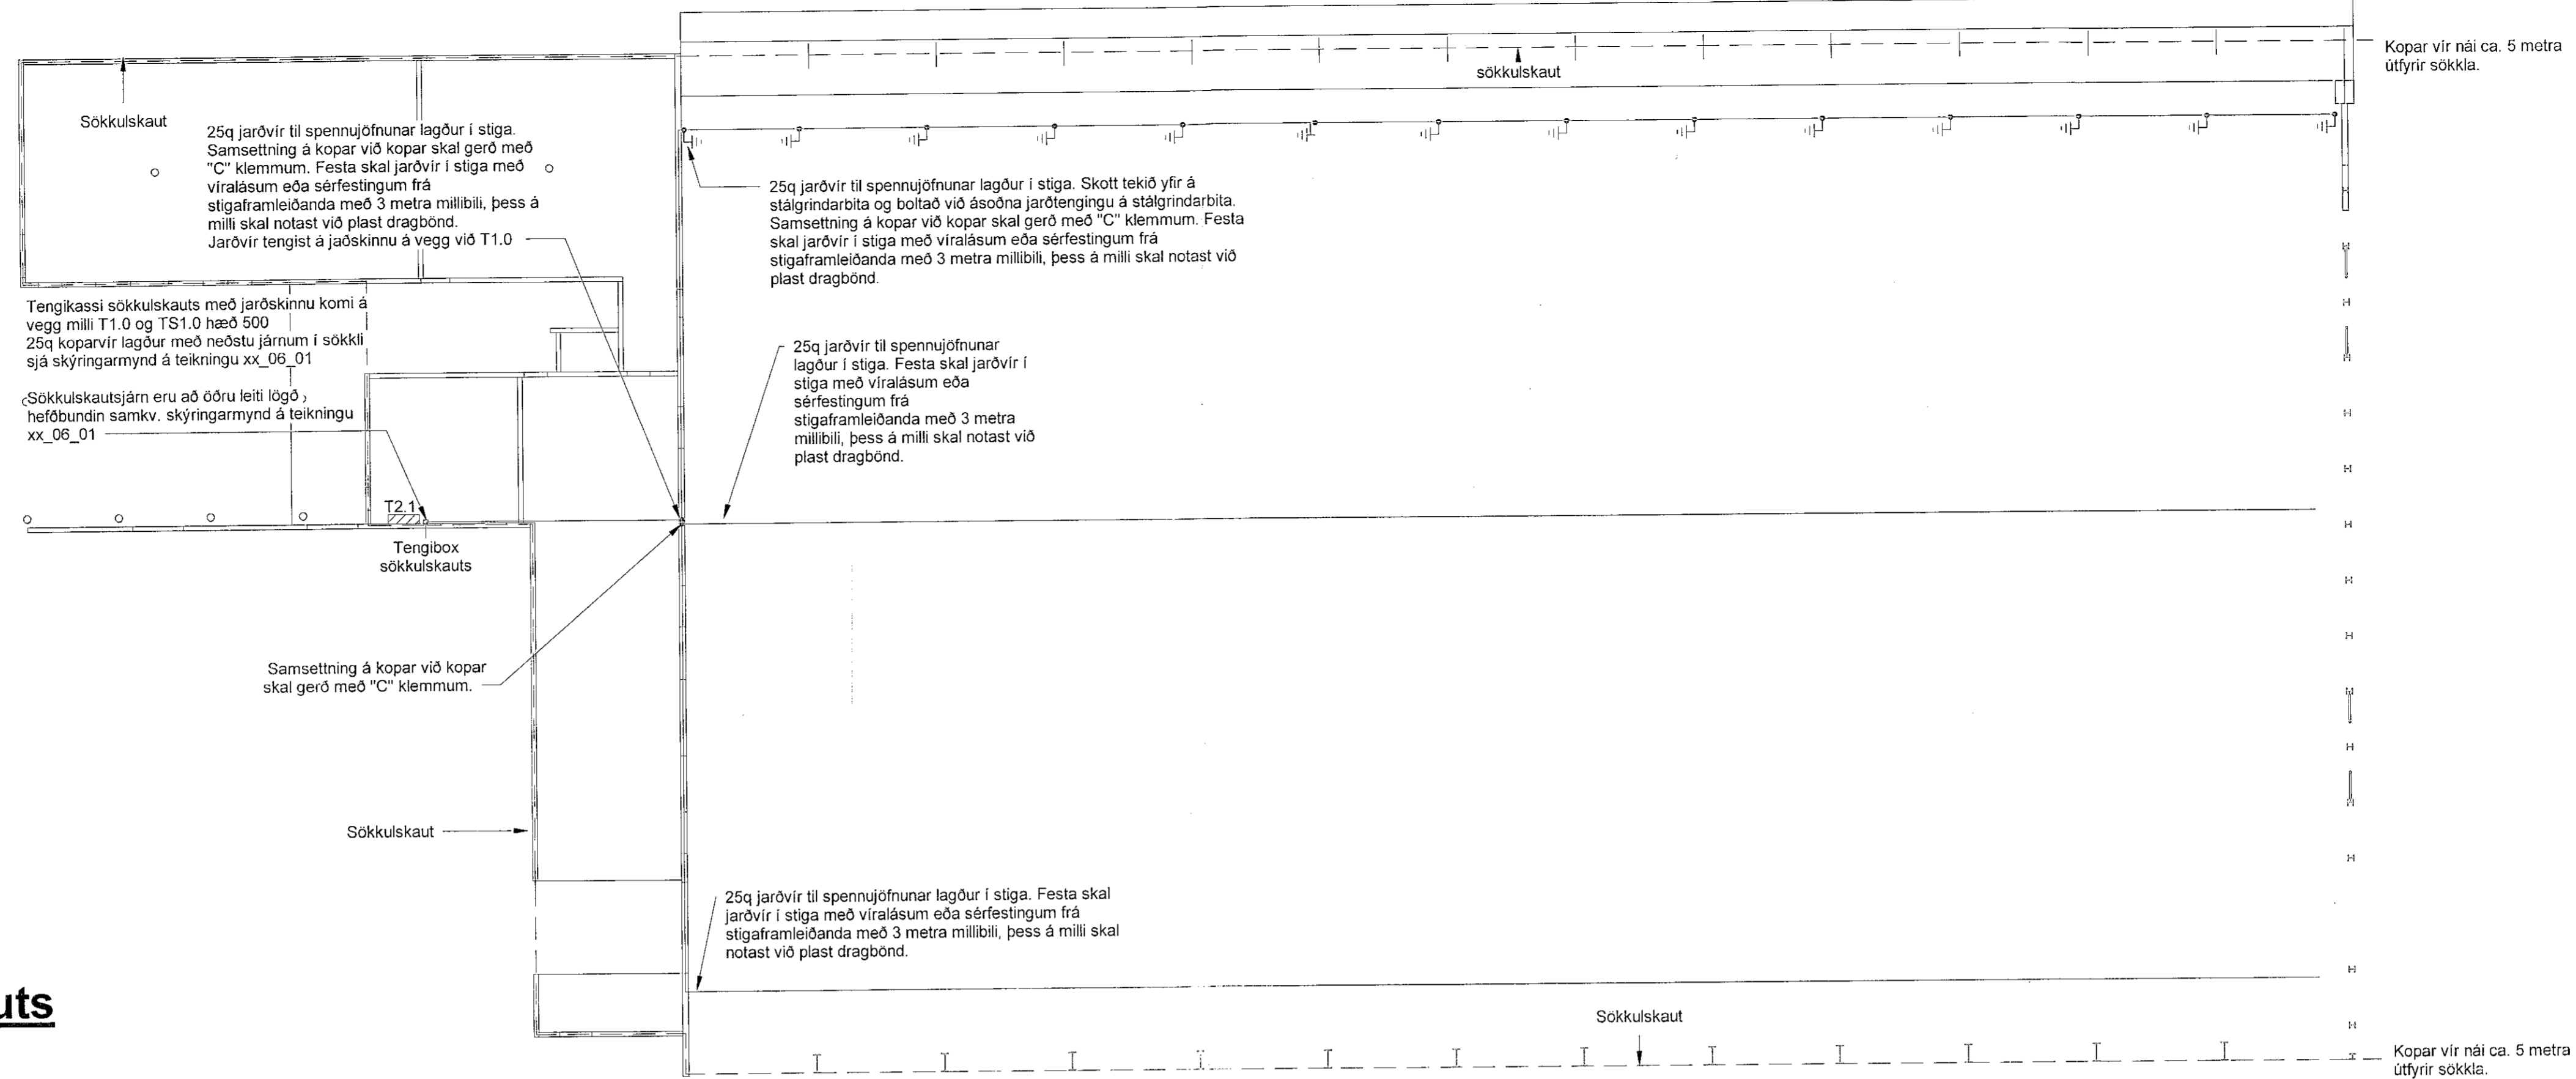 Kopar vír nái ca. 5 metra
útfyrir sökkla.
sökkulskaut
Sökkulskaut
25q jarðvír til spennujöfnunar lagður í stiga.
Samsettning á kopar við kopar skal gerð með
"C" klemmum. Festa skal jarðvír í stiga með
víralásum eða sérfestingum frá
stigaframleiðanda með 3 metra millibili, þess á
milli skal notast við plast dragbönd.
Jarðvír tengist á jaðskinnu á vegg við T1.0
25q jarðvír til spennujöfnunar lagður í stiga. Skott tekið yfir á
stálgrindarbita og boltað við ásoðna jarðtengingu á stálgrindarbita.
Samsettning á kopar við kopar skal gerð með "C" klemmum. Festa
skal jarðvír í stiga með víralásum eða sérfestingum frá
stigaframleiðanda með 3 metra millibili, þess á milli skal notast við
plast dragbönd.
Tengikassi sökkulskauts með jarðskinnu komi á
vegg milli T1.0 og TS1.0 hæð 500
25q koparvír lagður með neðstu járnum í sökkli
sjá skýringarmynd á teikningu xx_06_01
Sökkulskautsjárn eru að öðru leiti lögð
hefðbundin samkv. skýringarmynd á teikningu
xx_06_01
25q jarðvír til spennujöfnunar
lagður í stiga. Festa skal jarðvír í
stiga með víralásum eða
sérfestingum frá
stigaframleiðanda með 3 metra
millibili, þess á milli skal notast við
plast dragbönd.
T2.1
Tengibox
sökkulskauts
Samsettning á kopar við kopar
skal gerð með "C" klemmum.
Sökkulskaut
25q jarðvír til spennujöfnunar lagður í stiga. Festa skal
jarðvír í stiga með víralásum eða sérfestingum frá
stigaframleiðanda með 3 metra millibili, þess á milli skal
notast við plast dragbönd.
uts
Sökkulskaut
Kopar vír nái ca. 5 metra
útfyrir sökkla.